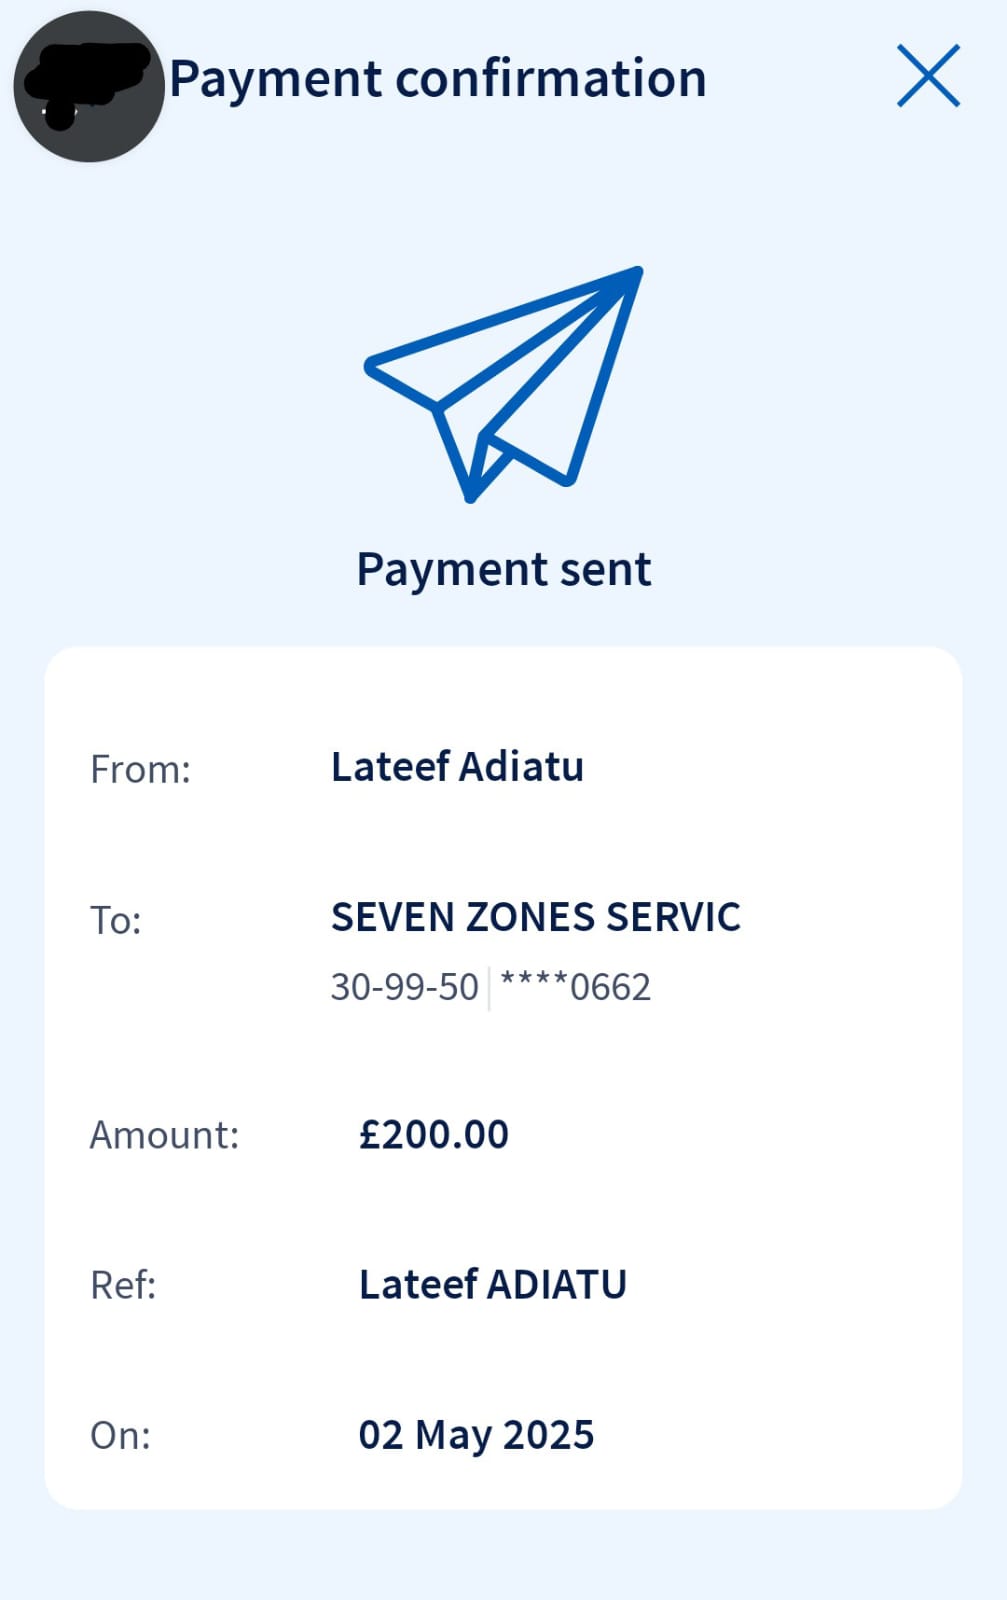 Payment confirmation
Payment sent
From: Lateef Adiatu
To: SEVEN ZONES SERVIC
30-99-50 | ****0662
Amount: £200.00
Ref: Lateef ADIATU
On: 02 May 2025